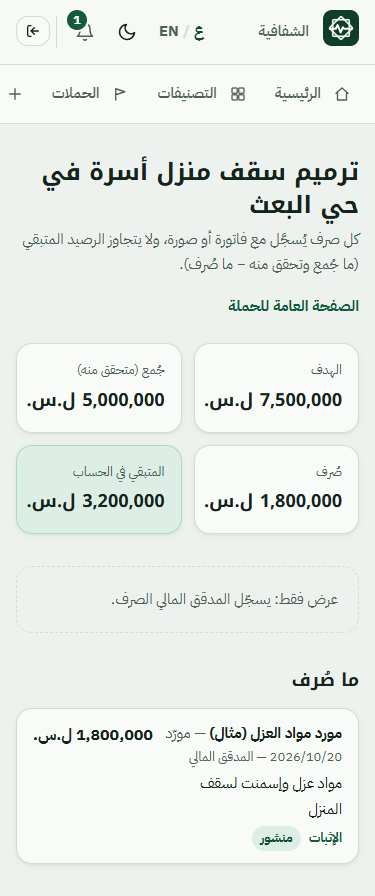 الشفافية
ع / EN
1
الرئيسية
التصنيفات
الحملات
ترميم سقف منزل أسرة في
حي البعث
كل صرف يُسجَّل مع فاتورة أو صورة، ولا يتجاوز الرصيد المتبقي
(ما جُمع وتحقق منه − ما صُرف).
الصفحة العامة للحملة
الهدف
7,500,000 ل.س.
جُمع (متحقق منه)
5,000,000 ل.س.
صُرف
1,800,000 ل.س.
المتبقي في الحساب
3,200,000 ل.س.
عرض فقط: يسجّل المدقق المالي الصرف.
ما صُرف
مورد مواد العزل (مثال) — مورّد
1,800,000 ل.س.
2026/10/20 — المدقق المالي
مواد عزل وإسمنت لسقف
المنزل
الإثبات
منشور